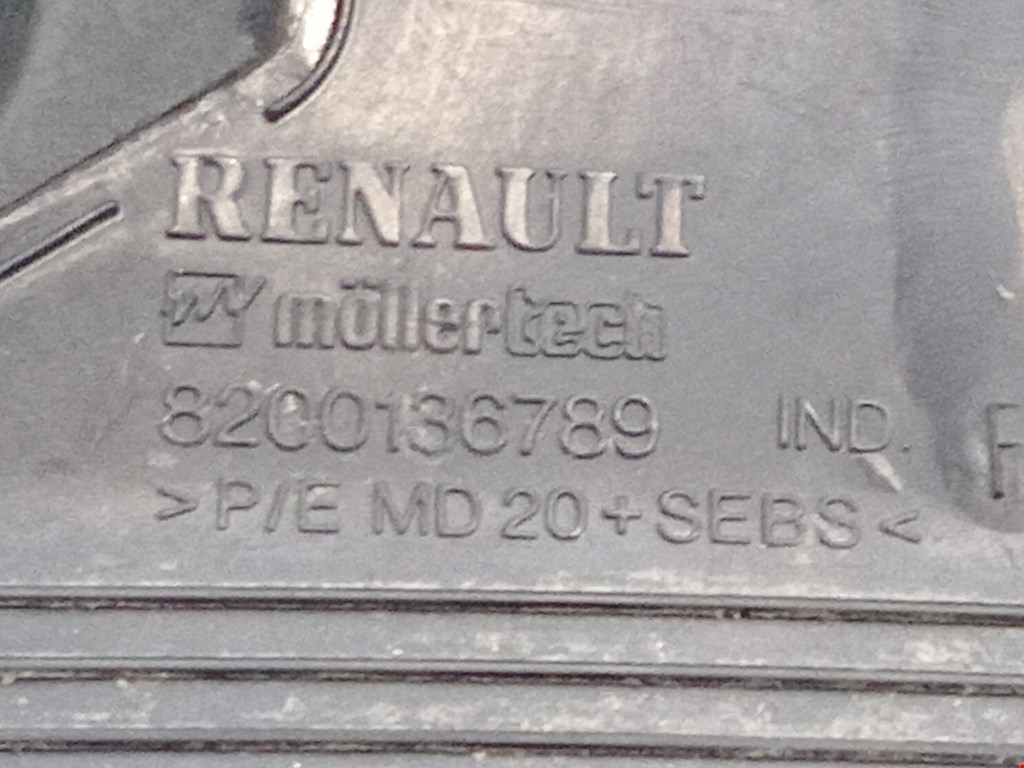 RENAULT
möllertech
8200136789 IND.
>P/E MD 20+SEBS<